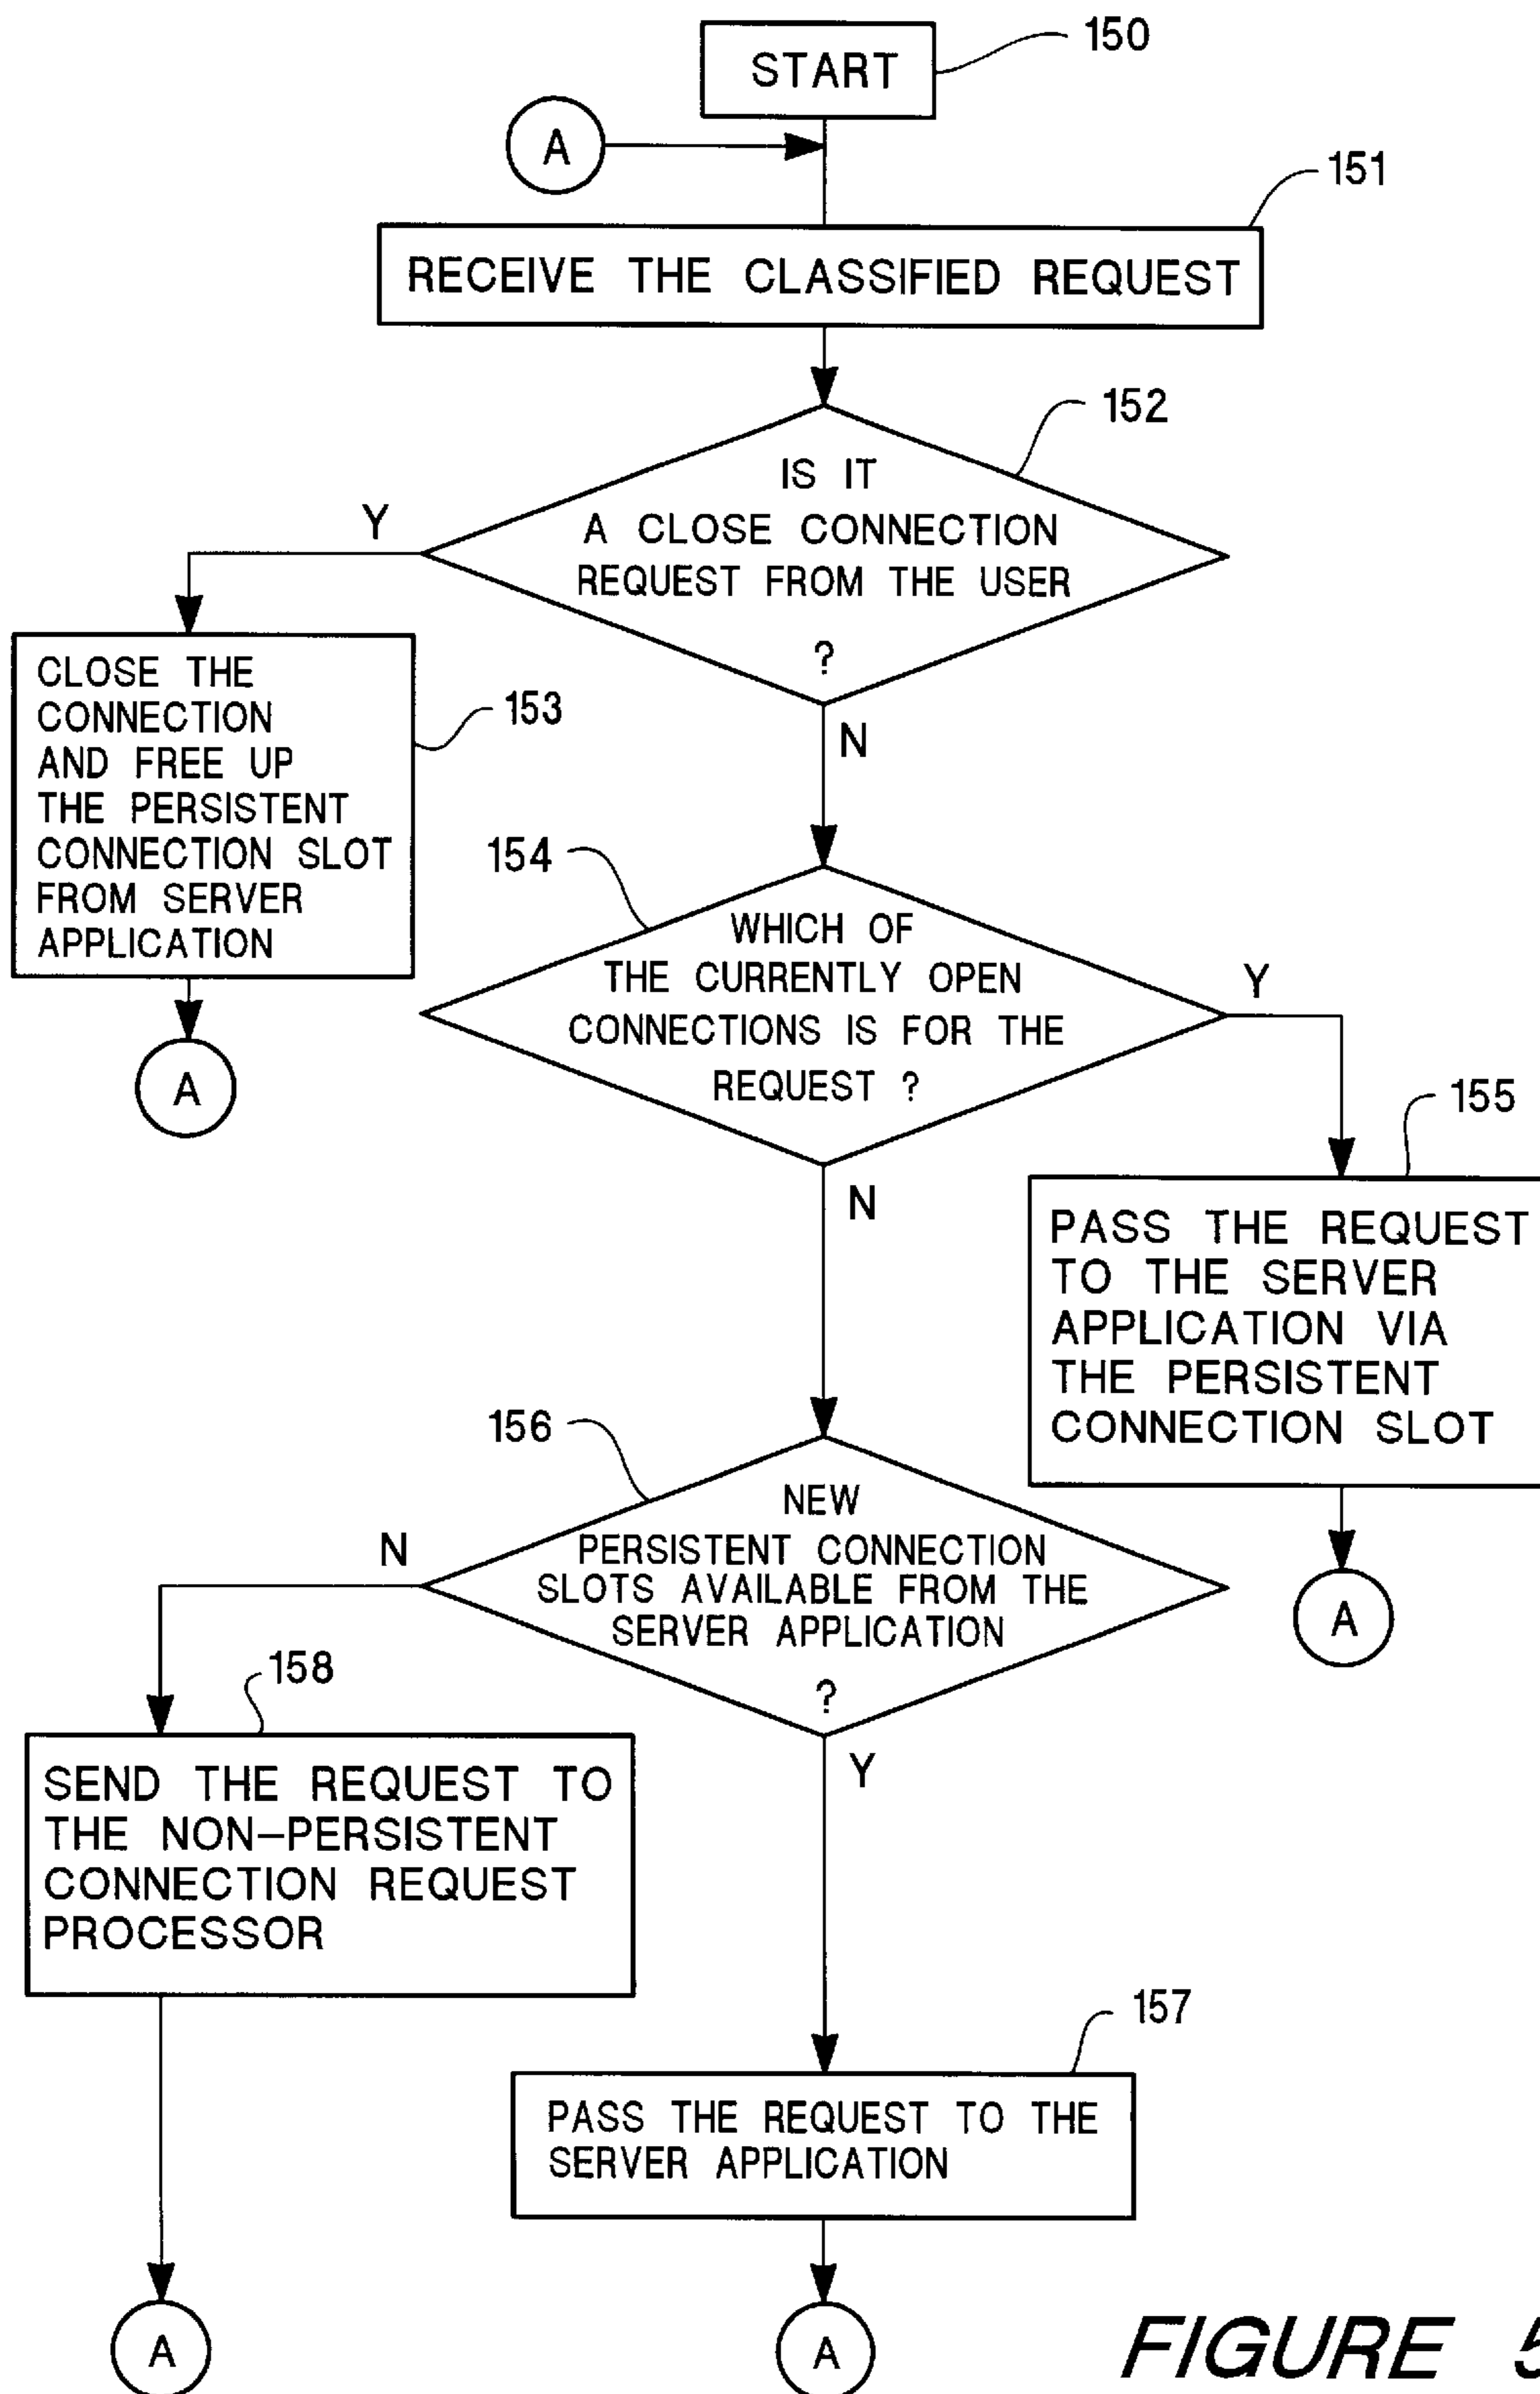 START
150
A
151
RECEIVE THE CLASSIFIED REQUEST
152
IS IT
A CLOSE CONNECTION
REQUEST FROM THE USER
?
Y
N
CLOSE THE
CONNECTION
AND FREE UP
THE PERSISTENT
CONNECTION SLOT
FROM SERVER
APPLICATION
153
A
154
WHICH OF
THE CURRENTLY OPEN
CONNECTIONS IS FOR THE
REQUEST ?
Y
N
155
PASS THE REQUEST
TO THE SERVER
APPLICATION VIA
THE PERSISTENT
CONNECTION SLOT
A
156
NEW
PERSISTENT CONNECTION
SLOTS AVAILABLE FROM THE
SERVER APPLICATION
?
N
Y
158
SEND THE REQUEST TO
THE NON–PERSISTENT
CONNECTION REQUEST
PROCESSOR
A
157
PASS THE REQUEST TO THE
SERVER APPLICATION
A
FIGURE 5